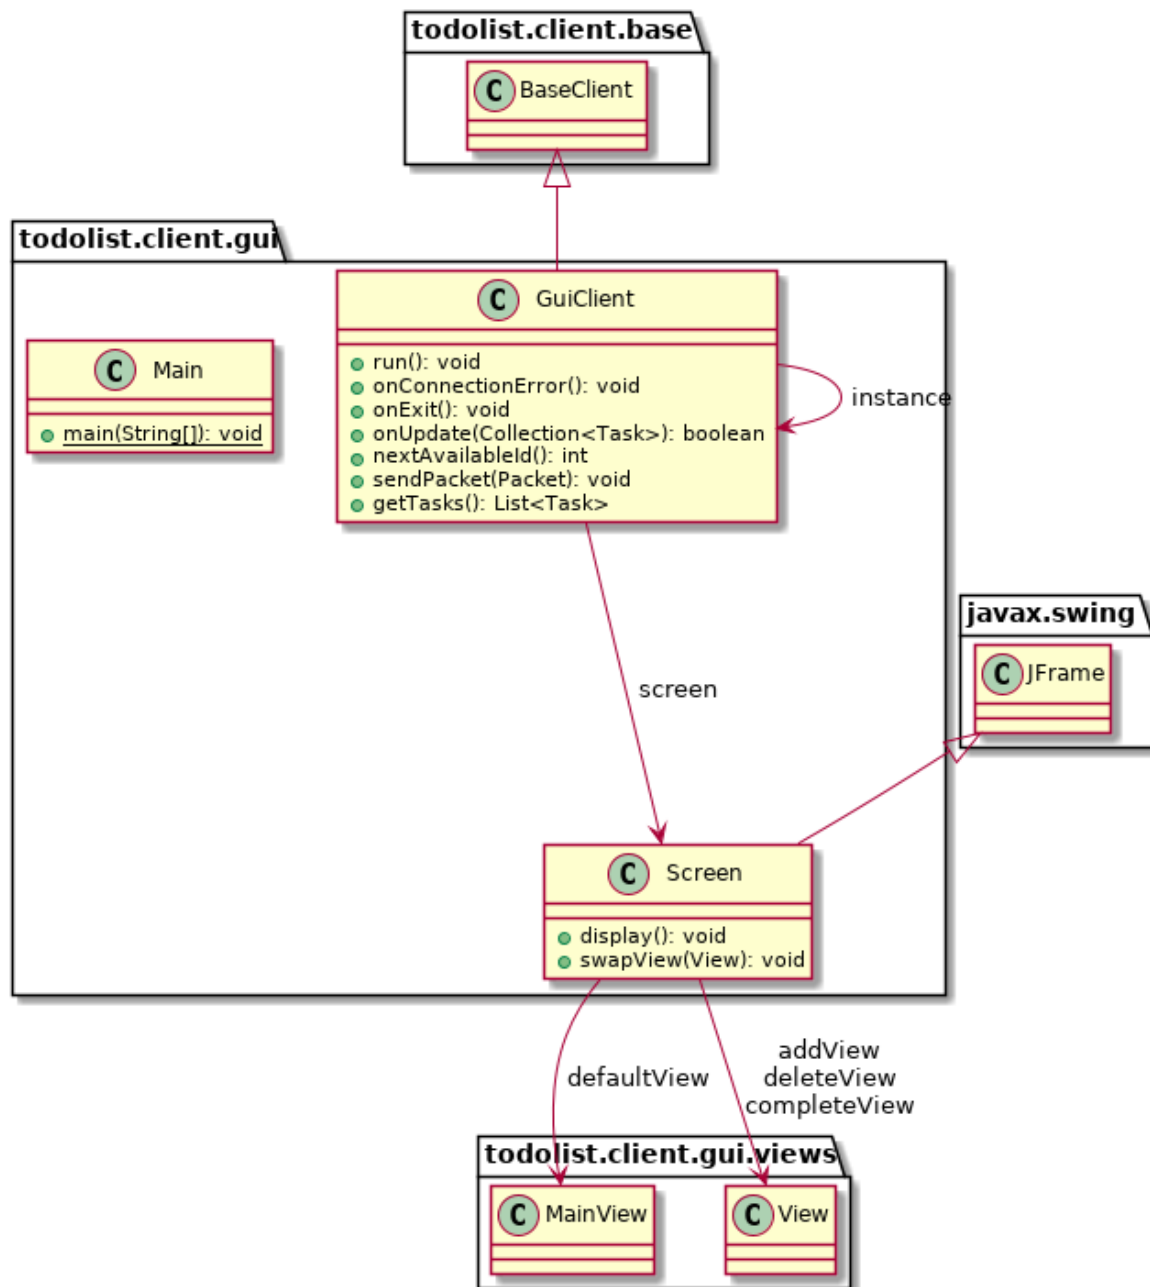 todolist.client.base
C BaseClient
todolist.client.gui
C GuiClient
run(): void
onConnectionError(): void
onExit(): void
onUpdate(Collection<Task>): boolean
nextAvailableId(): int
sendPacket(Packet): void
getTasks(): List<Task>
instance
C Main
main(String[]): void
javax.swing
C JFrame
screen
C Screen
display(): void
swapView(View): void
defaultView
addView
deleteView
completeView
todolist.client.gui.views
C MainView
C View